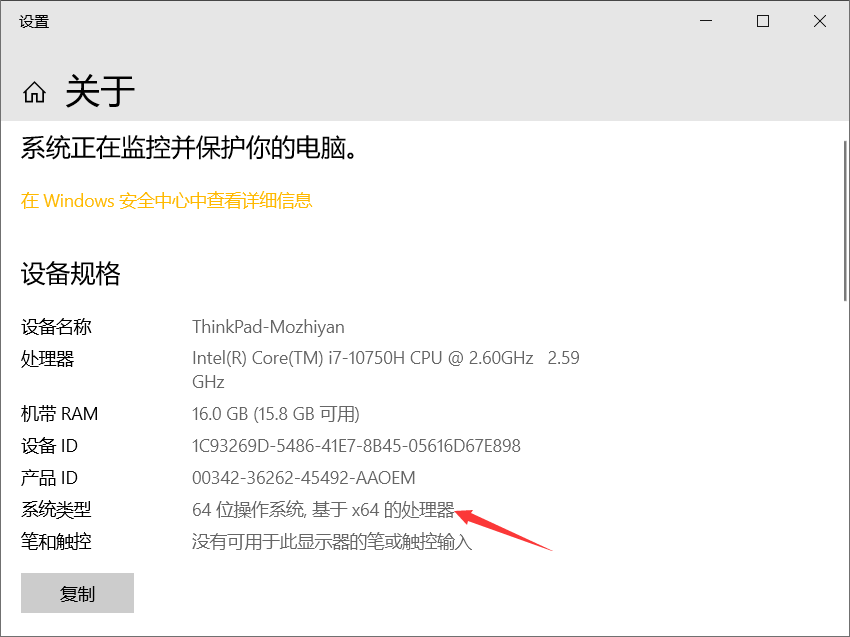 设置
关于
系统正在监控并保护你的电脑。
在 Windows 安全中心中查看详细信息
设备规格
设备名称 ThinkPad-Mozhiyan
处理器 Intel(R) Core(TM) i7-10750H CPU @ 2.60GHz 2.59
GHz
机带 RAM 16.0 GB (15.8 GB 可用)
设备 ID 1C93269D-5486-41E7-8B45-05616D67E898
产品 ID 00342-36262-45492-AAOEM
系统类型 64 位操作系统, 基于 x64 的处理器
笔和触控 没有可用于此显示器的笔或触控输入
复制